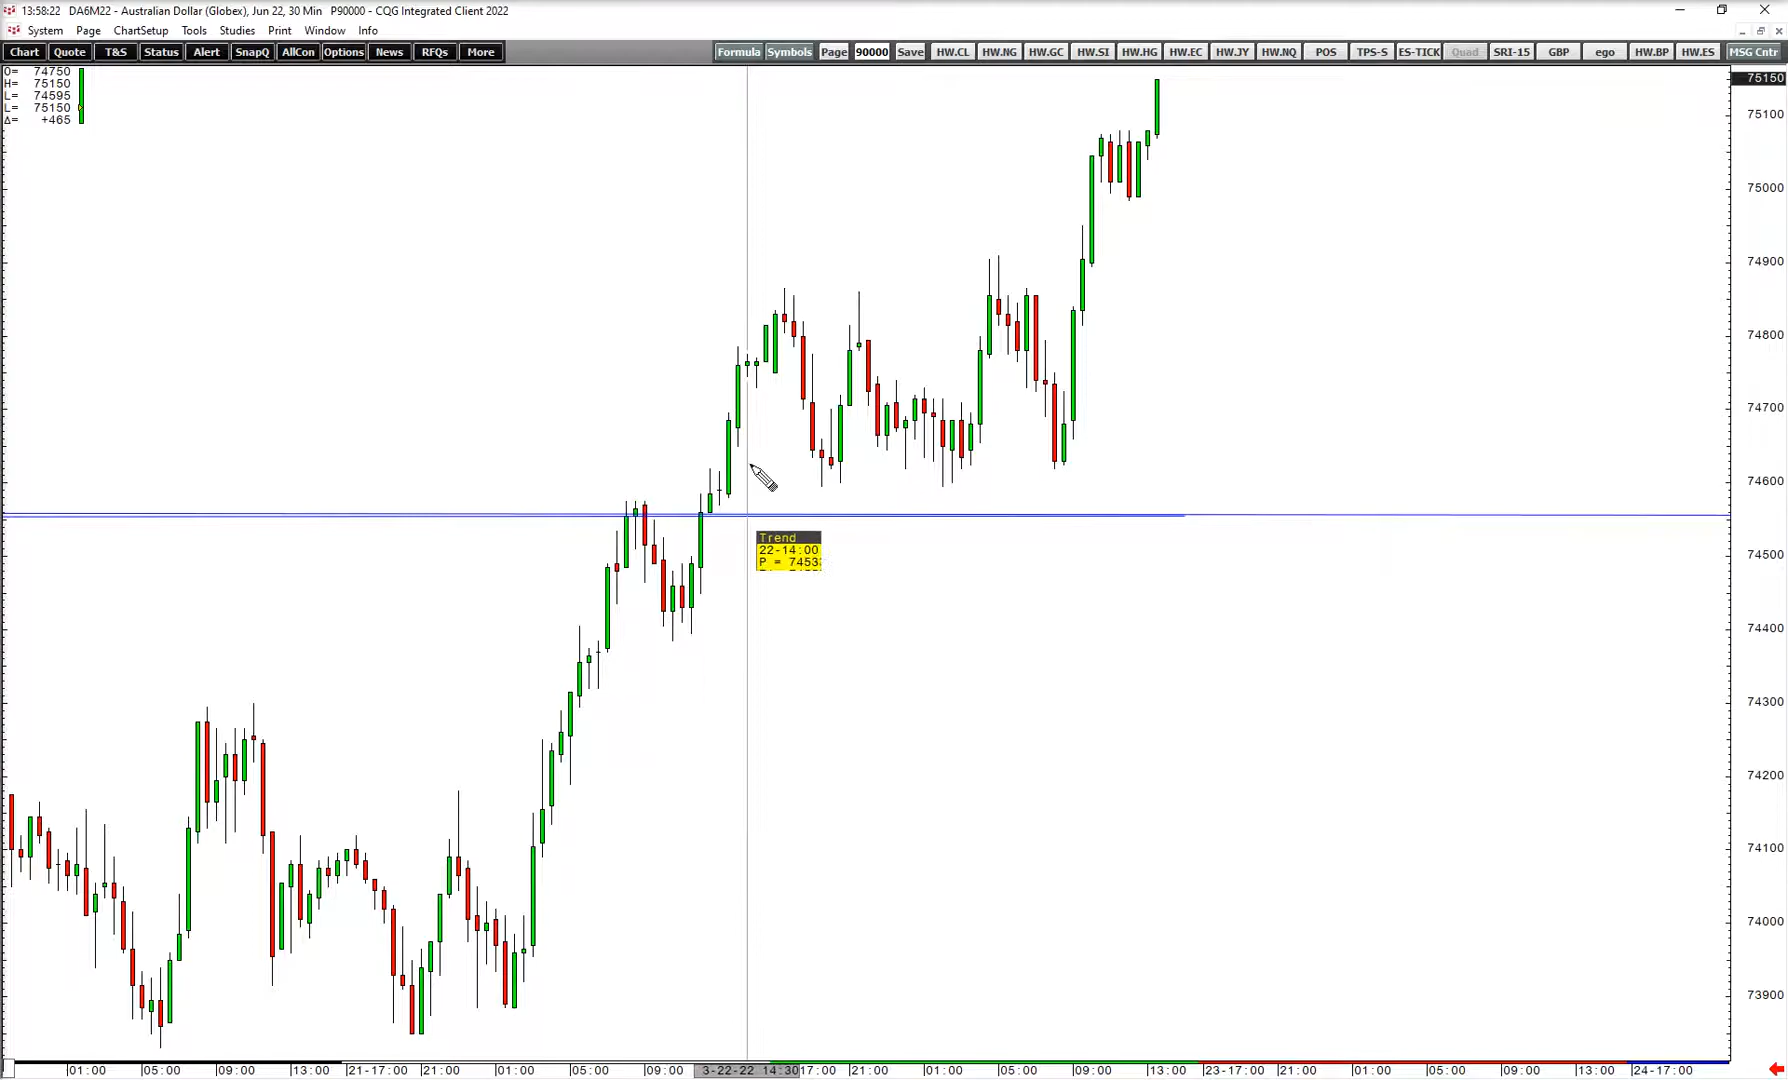 13:58:22 DA6M22 - Australian Dollar (Globex), Jun 22, 30 Min P90000 - CQG Integrated Client 2022
System Page ChartSetup Tools Studies Print Window Info
Chart Quote T&S Status Alert SnapQ AllCon Options News RFQs More Formula Symbols Page 90000 Save HW.CL HW.NG HW.GC HW.SI HW.HG HW.EC HW.JY HW.NQ POS TPS-S ES-TICK Quad SRI-15 GBP ego HW.BP HW.ES MSG Cntr
O= 74750
H= 75150
L= 74595
L= 75150
Δ= +465
75150
75100
75000
74900
74800
74700
74600
74500
74400
74300
74200
74100
74000
73900
Trend
22-14:00
P = 7453
01:00 05:00 09:00 13:00 21-17:00 21:00 01:00 05:00 09:00 3-22-22 14:30 17:00 21:00 01:00 05:00 09:00 13:00 23-17:00 21:00 01:00 05:00 09:00 13:00 24-17:00